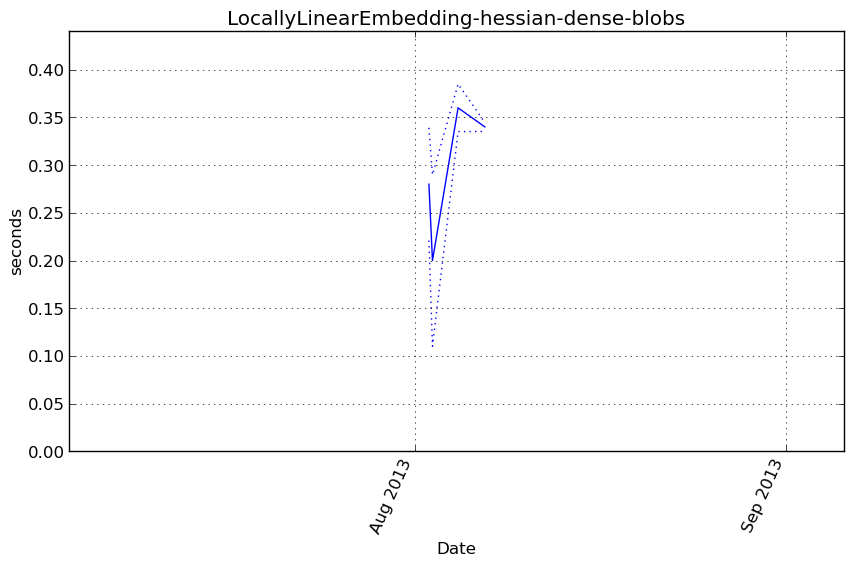 LocallyLinearEmbedding-hessian-dense-blobs
0.40
0.35
0.30
0.25
0.20
0.15
0.10
0.05
0.00
seconds
Aug 2013
Sep 2013
Date